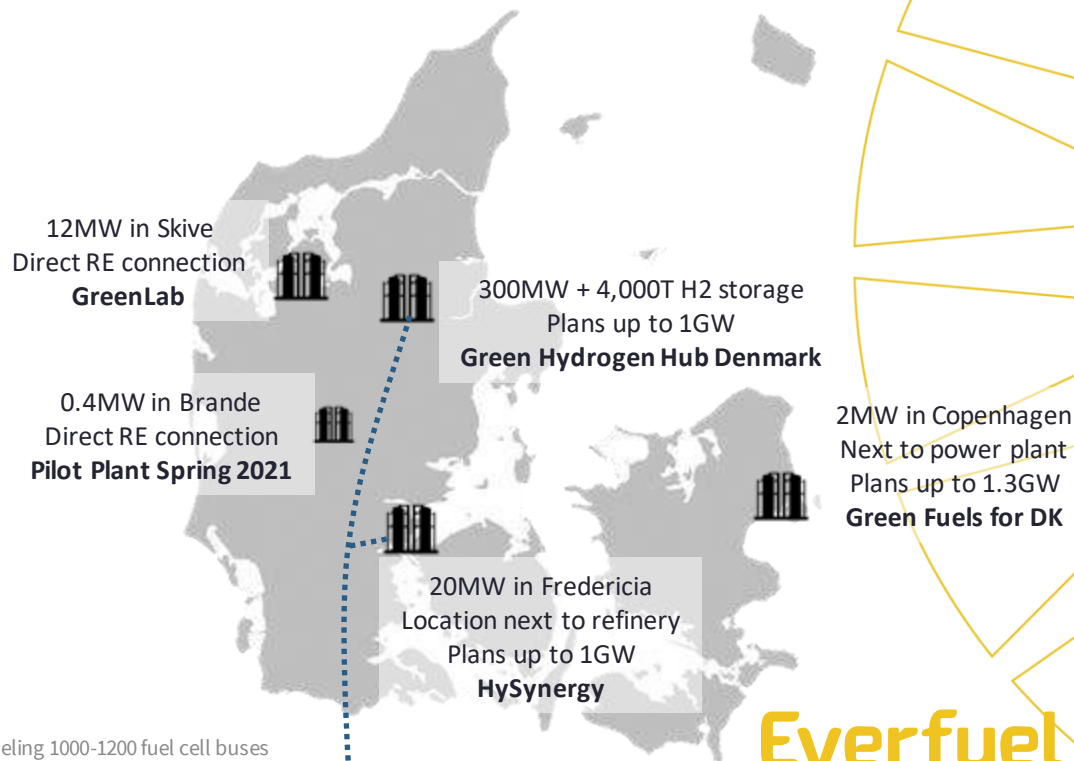 12MW in Skive
Direct RE connection
GreenLab
300MW + 4,000T H2 storage
Plans up to 1GW
Green Hydrogen Hub Denmark
0.4MW in Brande
Direct RE connection
Pilot Plant Spring 2021
2MW in Copenhagen
Next to power plant
Plans up to 1.3GW
Green Fuels for DK
20MW in Fredericia
Location next to refinery
Plans up to 1GW
HySynergy
1000-1200 fuel cell buses
Everfuel